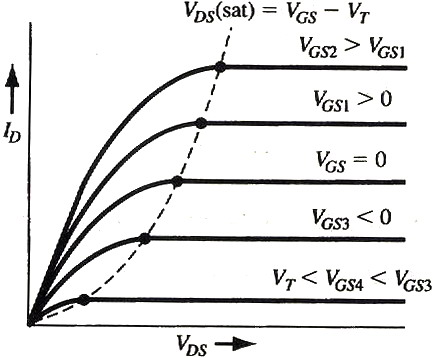 V_DS(sat) = V_GS − V_T
V_GS2 > V_GS1
V_GS1 > 0
I_D
V_GS = 0
V_GS3 < 0
V_T < V_GS4 < V_GS3
V_DS